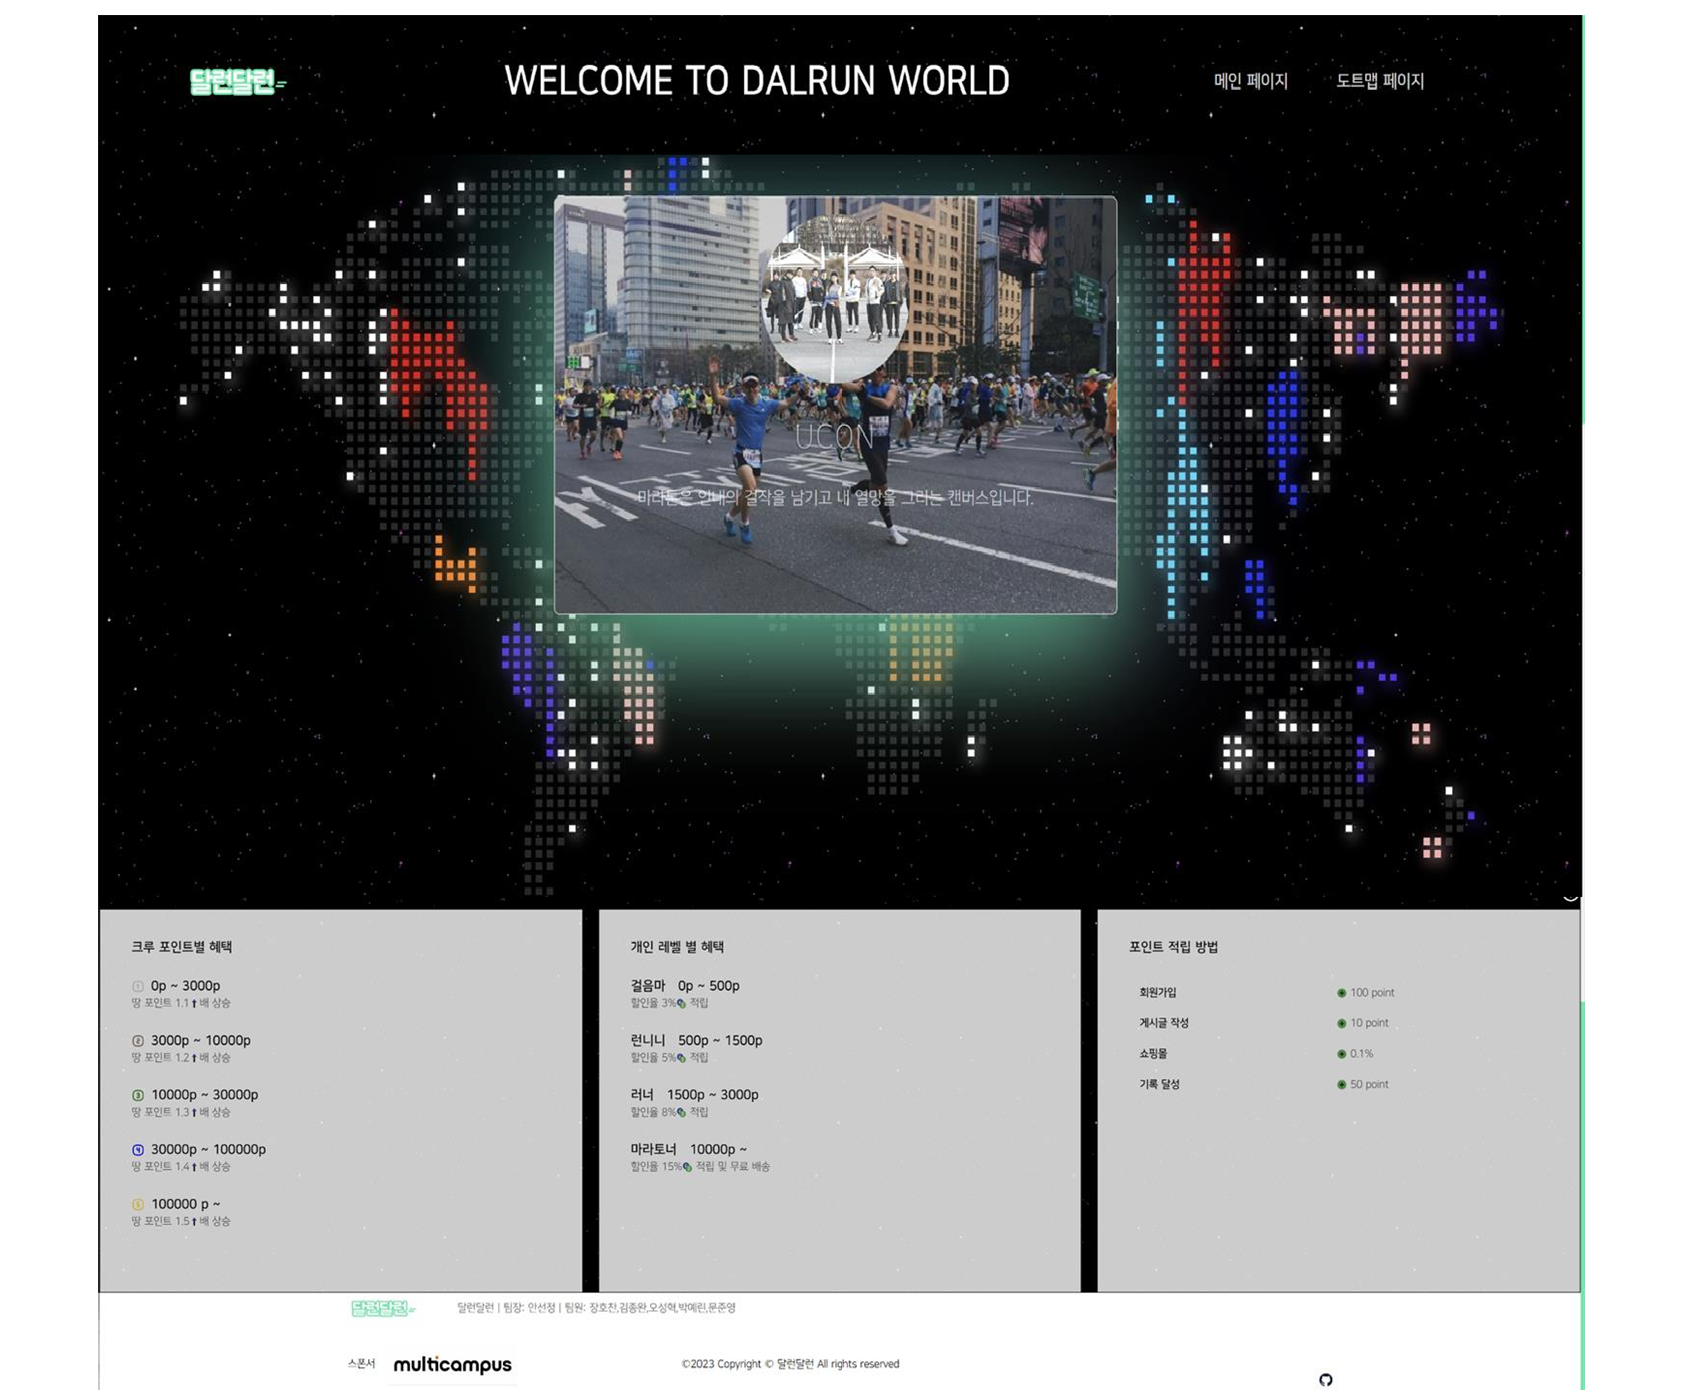 달런달런
WELCOME TO DALRUN WORLD
메인 페이지
도트맵 페이지
UCON
마라톤은 인내의 걸작을 남기고 내 열망을 그리는 캔버스입니다.
크루 포인트별 혜택
1 0p ~ 3000p
땅 포인트 1.1⬆배 상승
2 3000p ~ 10000p
땅 포인트 1.2⬆배 상승
3 10000p ~ 30000p
땅 포인트 1.3⬆배 상승
4 30000p ~ 100000p
땅 포인트 1.4⬆배 상승
5 100000 p ~
땅 포인트 1.5⬆배 상승
개인 레벨 별 혜택
걸음마 0p ~ 500p
할인율 3% 적립
런니니 500p ~ 1500p
할인율 5% 적립
러너 1500p ~ 3000p
할인율 8% 적립
마라토너 10000p ~
할인율 15% 적립 및 무료 배송
포인트 적립 방법
회원가입 100 point
게시글 작성 10 point
쇼핑몰 0.1%
기록 달성 50 point
달런달런
달런달런 | 팀장: 안선정 | 팀원: 장호찬,김종완,오성혁,박예린,문준영
스폰서 multicampus
©2023 Copyright © 달런달런 All rights reserved